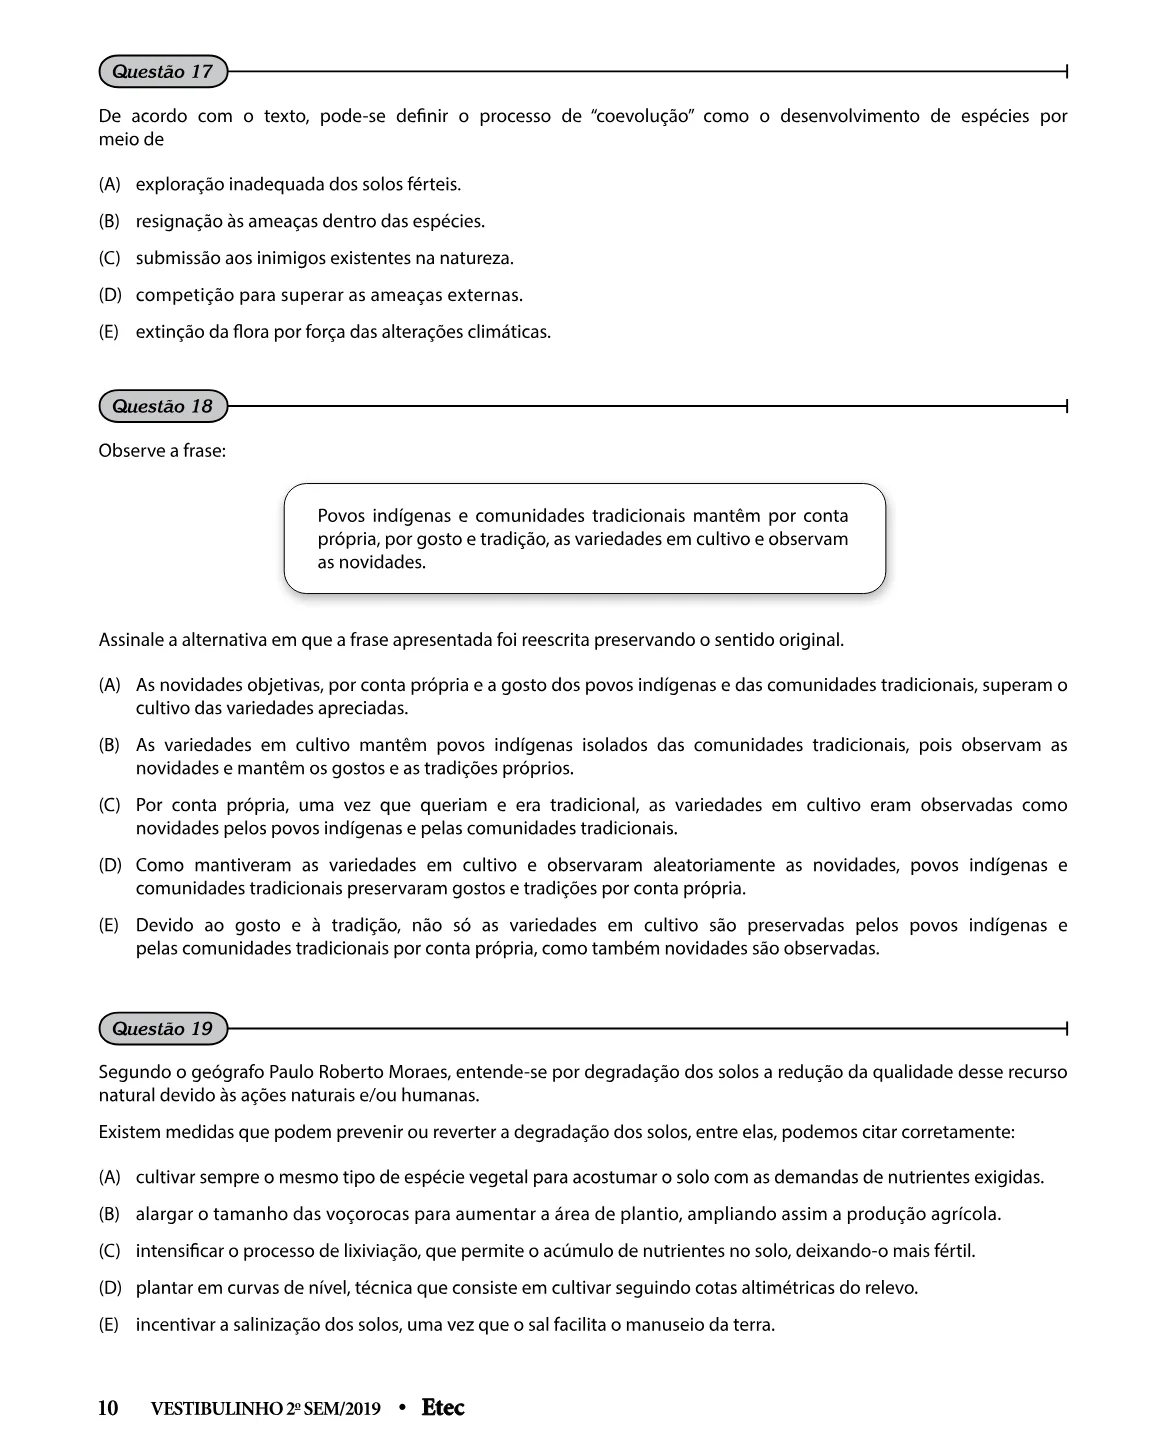 Questão 17
De acordo com o texto, pode-se definir o processo de “coevolução” como o desenvolvimento de espécies por
meio de
(A) exploração inadequada dos solos férteis.
(B) resignação às ameaças dentro das espécies.
(C) submissão aos inimigos existentes na natureza.
(D) competição para superar as ameaças externas.
(E) extinção da flora por força das alterações climáticas.
Questão 18
Observe a frase:
Povos indígenas e comunidades tradicionais mantêm por conta
própria, por gosto e tradição, as variedades em cultivo e observam
as novidades.
Assinale a alternativa em que a frase apresentada foi reescrita preservando o sentido original.
(A) As novidades objetivas, por conta própria e a gosto dos povos indígenas e das comunidades tradicionais, superam o
cultivo das variedades apreciadas.
(B) As variedades em cultivo mantêm povos indígenas isolados das comunidades tradicionais, pois observam as
novidades e mantêm os gostos e as tradições próprios.
(C) Por conta própria, uma vez que queriam e era tradicional, as variedades em cultivo eram observadas como
novidades pelos povos indígenas e pelas comunidades tradicionais.
(D) Como mantiveram as variedades em cultivo e observaram aleatoriamente as novidades, povos indígenas e
comunidades tradicionais preservaram gostos e tradições por conta própria.
(E) Devido ao gosto e à tradição, não só as variedades em cultivo são preservadas pelos povos indígenas e
pelas comunidades tradicionais por conta própria, como também novidades são observadas.
Questão 19
Segundo o geógrafo Paulo Roberto Moraes, entende-se por degradação dos solos a redução da qualidade desse recurso
natural devido às ações naturais e/ou humanas.
Existem medidas que podem prevenir ou reverter a degradação dos solos, entre elas, podemos citar corretamente:
(A) cultivar sempre o mesmo tipo de espécie vegetal para acostumar o solo com as demandas de nutrientes exigidas.
(B) alargar o tamanho das voçorocas para aumentar a área de plantio, ampliando assim a produção agrícola.
(C) intensificar o processo de lixiviação, que permite o acúmulo de nutrientes no solo, deixando-o mais fértil.
(D) plantar em curvas de nível, técnica que consiste em cultivar seguindo cotas altimétricas do relevo.
(E) incentivar a salinização dos solos, uma vez que o sal facilita o manuseio da terra.
10 VESTIBULINHO 2º SEM/2019 • Etec